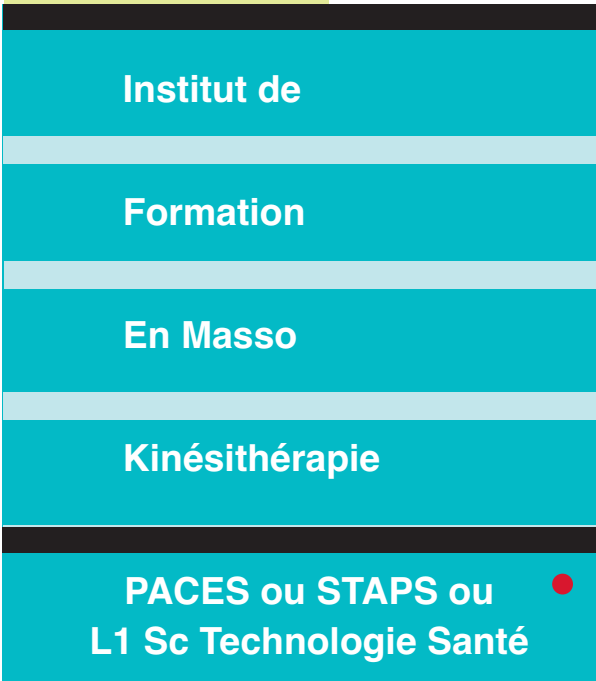 Institut de
Formation
En Masso
Kinésithérapie
PACES ou STAPS ou
L1 Sc Technologie Santé